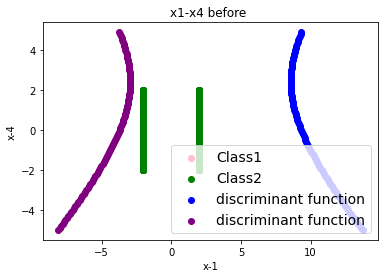 x1-x4 before
4
2
0
−2
−4
x-4
Class1
Class2
discriminant function
discriminant function
−5
0
5
10
x-1